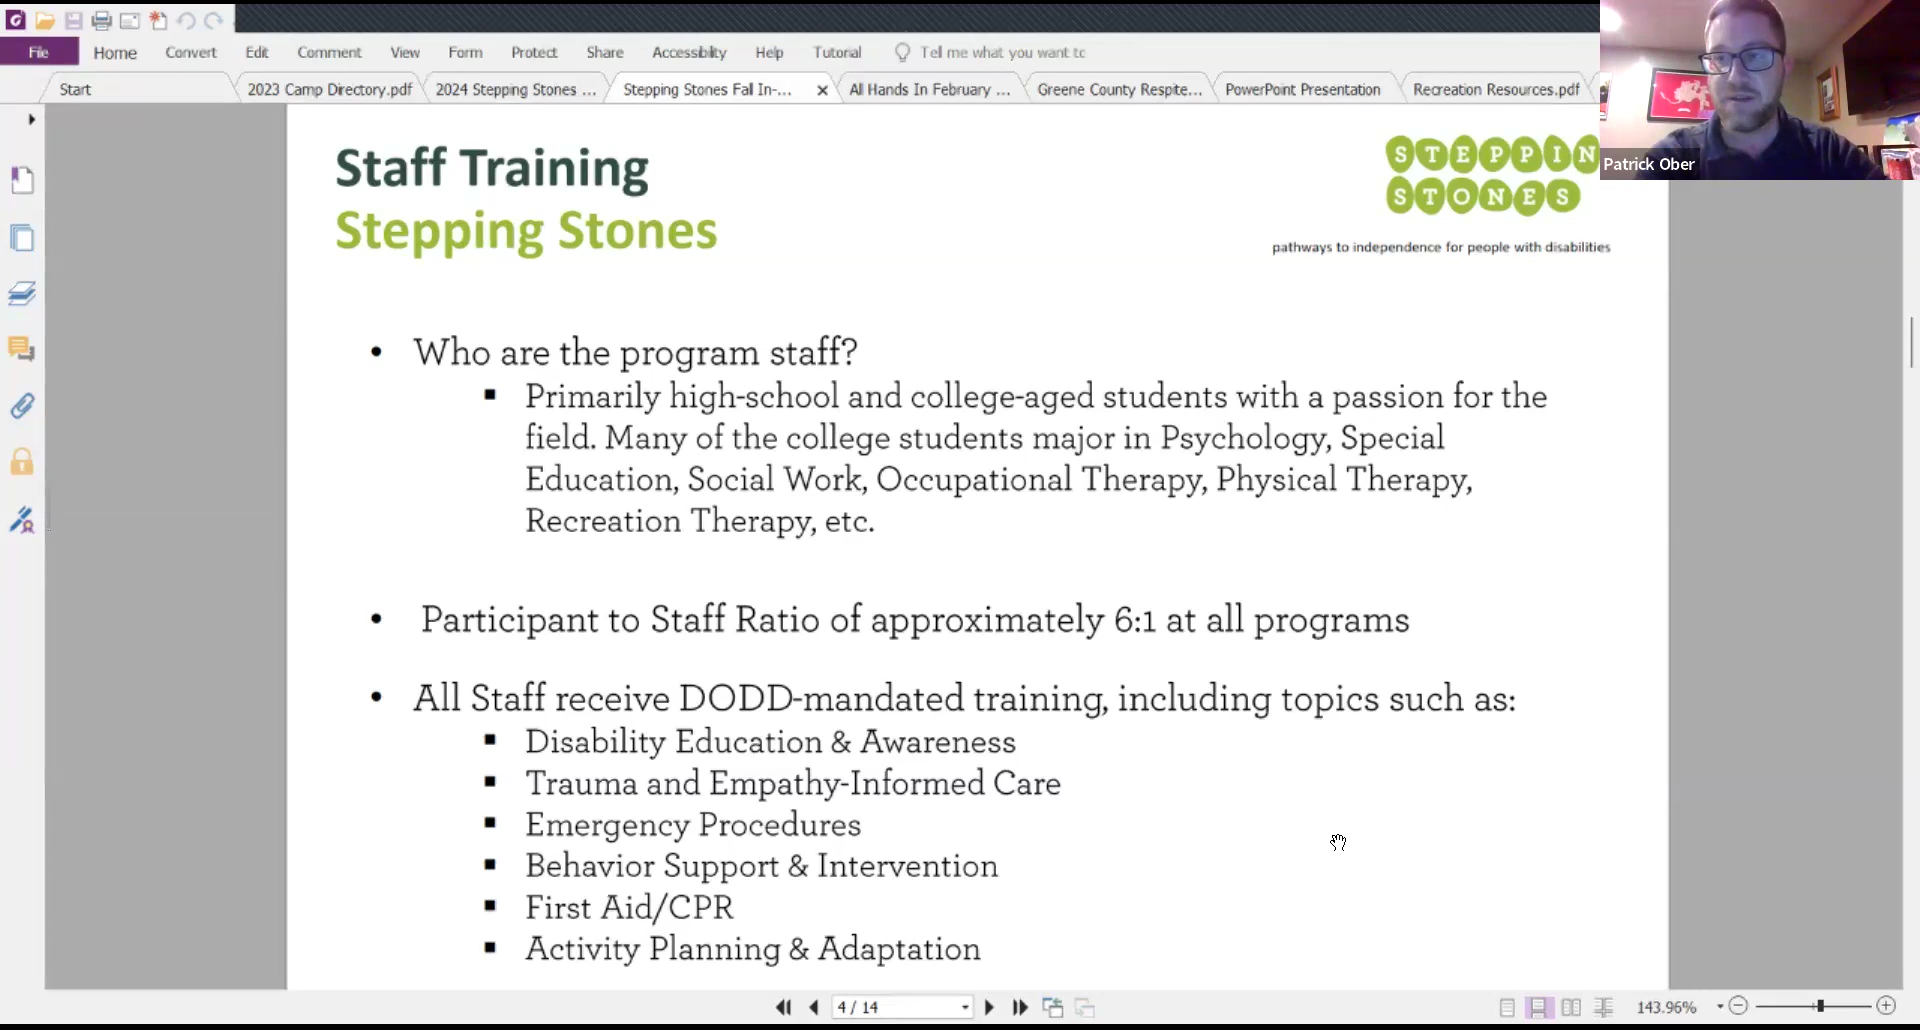 File Home Convert Edit Comment View Form Protect Share Accessibility Help Tutorial Tell me what you want tc
Start 2023 Camp Directory.pdf 2024 Stepping Stones ... Stepping Stones Fall In-... All Hands In February ... Greene County Respite... PowerPoint Presentation Recreation Resources.pdf
Patrick Ober
Staff Training
Stepping Stones
STEPPIN
STONES
pathways to independence for people with disabilities
• Who are the program staff?
▪ Primarily high-school and college-aged students with a passion for the
field. Many of the college students major in Psychology, Special
Education, Social Work, Occupational Therapy, Physical Therapy,
Recreation Therapy, etc.
• Participant to Staff Ratio of approximately 6:1 at all programs
• All Staff receive DODD-mandated training, including topics such as:
▪ Disability Education & Awareness
▪ Trauma and Empathy-Informed Care
▪ Emergency Procedures
▪ Behavior Support & Intervention
▪ First Aid/CPR
▪ Activity Planning & Adaptation
4 / 14
143.96%